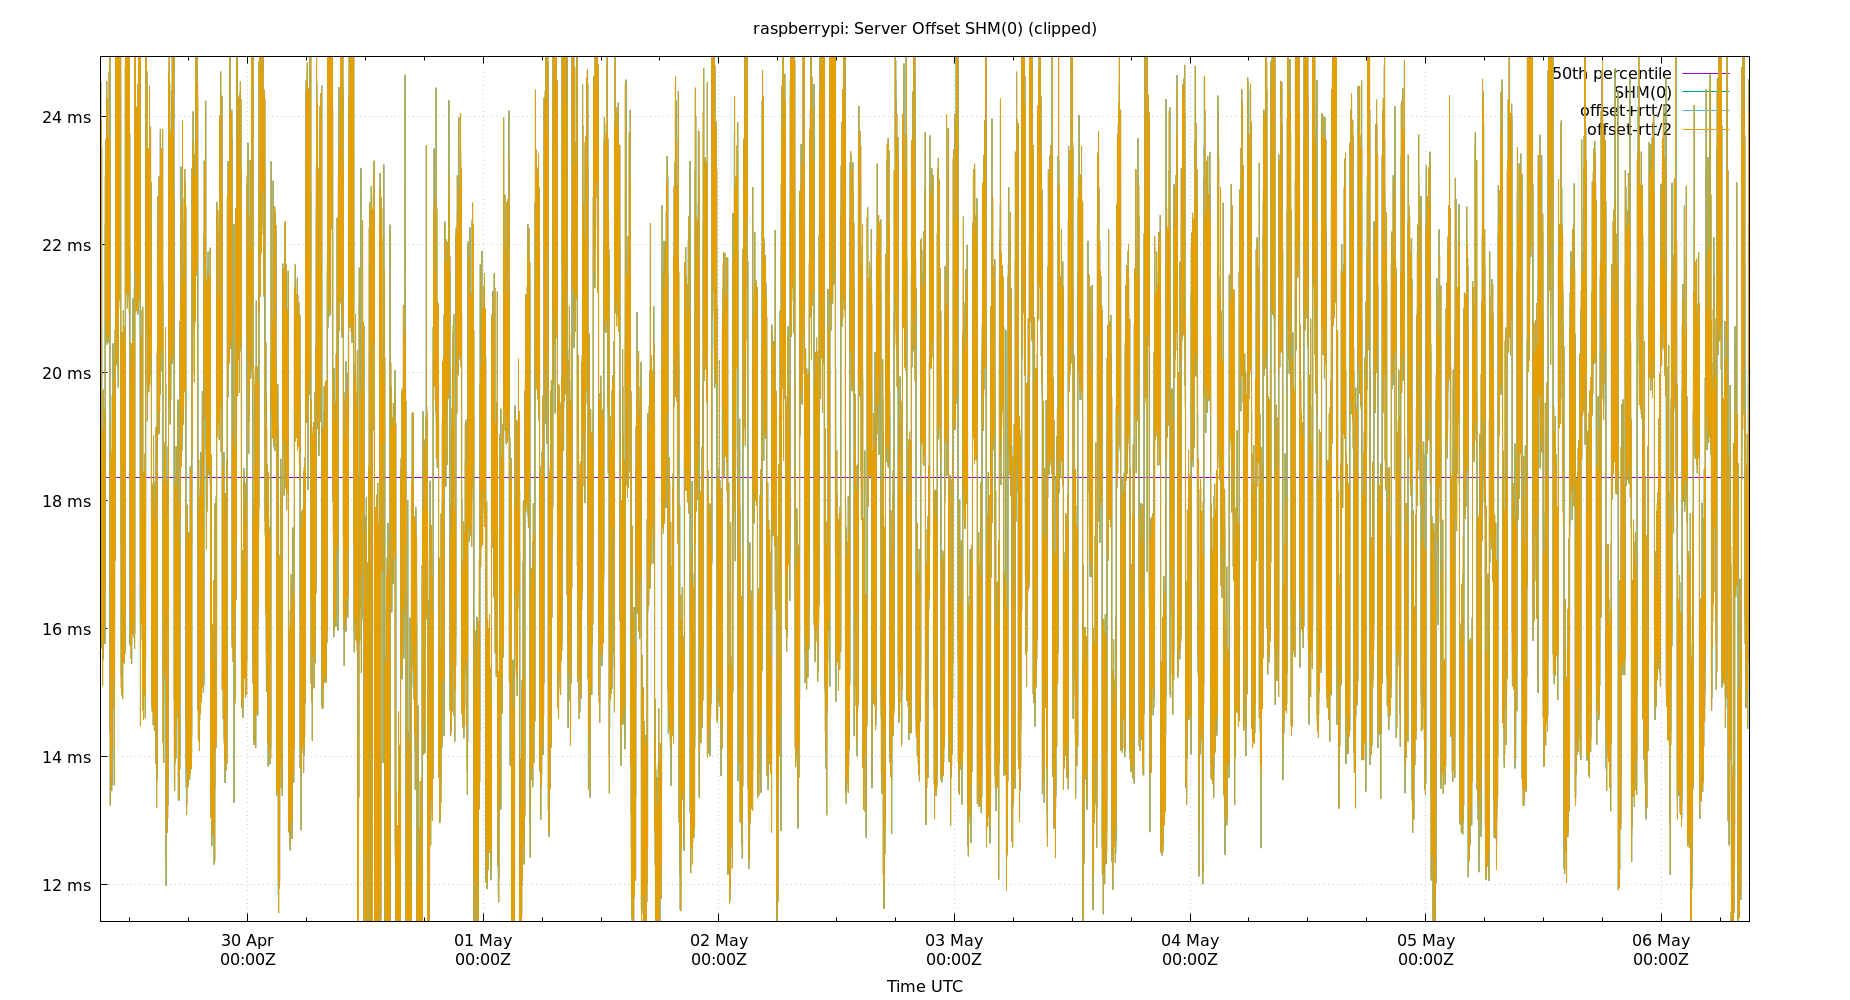 raspberrypi: Server Offset SHM(0) (clipped)
50th percentile
SHM(0)
offset+rtt/2
offset-rtt/2
24 ms
22 ms
20 ms
18 ms
16 ms
14 ms
12 ms
30 Apr 01 May 02 May 03 May 04 May 05 May 06 May
00:00Z 00:00Z 00:00Z 00:00Z 00:00Z 00:00Z 00:00Z
Time UTC